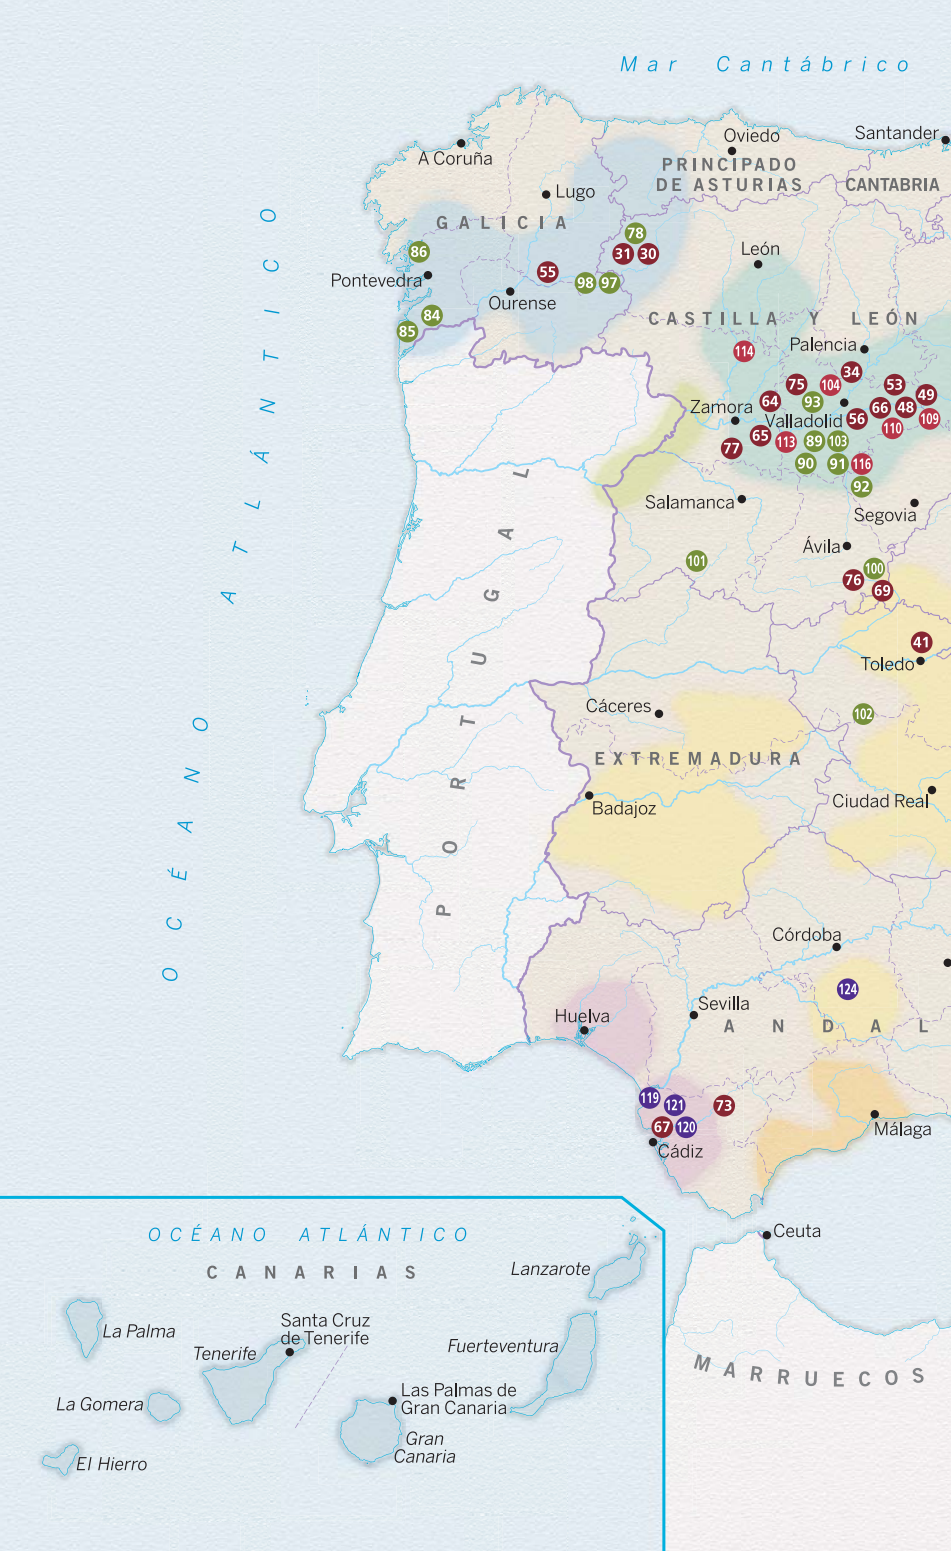 Mar Cantábrico
Oviedo
Santander
A Coruña
PRINCIPADO
DE ASTURIAS
CANTABRIA
Lugo
GALICIA
78
86
31
30
León
Pontevedra
55
98
97
Ourense
84
85
CASTILLA Y LEÓN
Palencia
114
34
75
104
53
49
64
93
Zamora
66
48
Valladolid
56
109
110
65
113
89
103
77
90
91
116
92
Salamanca
Segovia
Ávila
101
100
76
69
41
Toledo
Cáceres
102
EXTREMADURA
Badajoz
Ciudad Real
OCÉANO ATLÁNTICO
PORTUGAL
Córdoba
124
Huelva
Sevilla
ANDAL
119
121
73
67
120
Cádiz
Málaga
Ceuta
MARRUECOS
OCÉANO ATLÁNTICO
CANARIAS
Lanzarote
La Palma
Santa Cruz
de Tenerife
Tenerife
Fuerteventura
La Gomera
Las Palmas de
Gran Canaria
Gran
Canaria
El Hierro